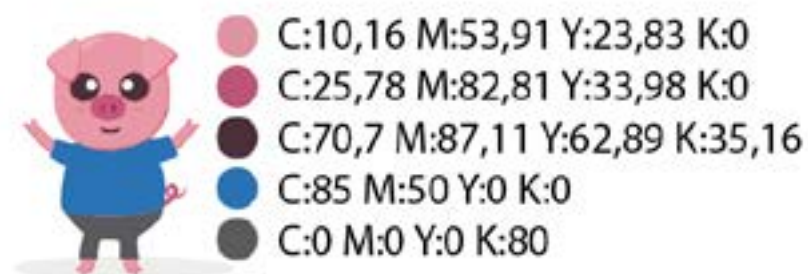 C:10,16 M:53,91 Y:23,83 K:0
C:25,78 M:82,81 Y:33,98 K:0
C:70,7 M:87,11 Y:62,89 K:35,16
C:85 M:50 Y:0 K:0
C:0 M:0 Y:0 K:80